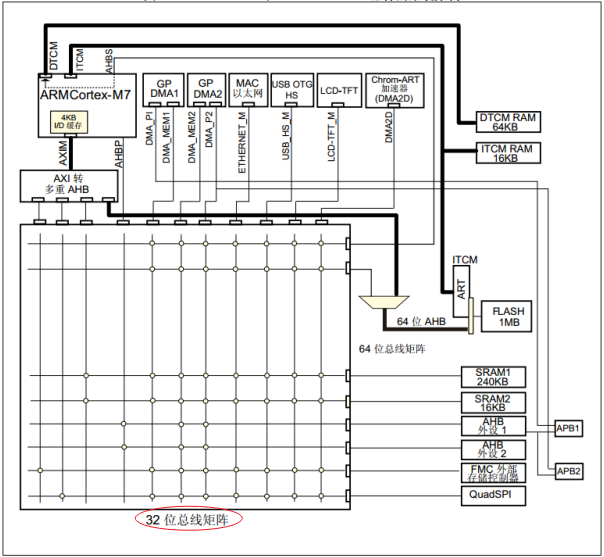 DTCM
ITCM
AHBS
ARMCortex-M7
4KB
I/D 缓存
AXIM
AHBP
GP
DMA1
GP
DMA2
MAC
以太网
USB OTG
HS
LCD-TFT
Chrom-ART
加速器
(DMA2D)
DMA_PI
DMA_MEM1
DMA_MEM2
DMA_P2
ETHERNET_M
USB_HS_M
LCD-TFT_M
DMA2D
DTCM RAM
64KB
ITCM RAM
16KB
AXI 转
多重 AHB
ITCM
ART
FLASH
1MB
64 位 AHB
64 位总线矩阵
SRAM1
240KB
SRAM2
16KB
AHB
外设 1
APB1
AHB
外设 2
FMC 外部
存储控制器
APB2
QuadSPI
32 位总线矩阵